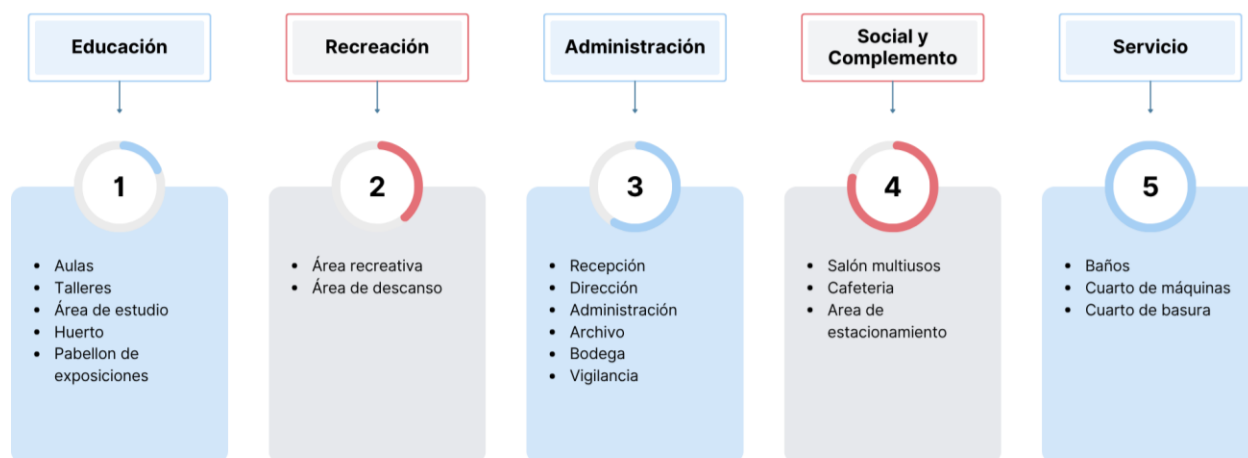 Educación
Recreación
Administración
Social y
Complemento
Servicio
1
2
3
4
5
• Aulas
• Talleres
• Área de estudio
• Huerto
• Pabellon de
exposiciones
• Área recreativa
• Área de descanso
• Recepción
• Dirección
• Administración
• Archivo
• Bodega
• Vigilancia
• Salón multiusos
• Cafeteria
• Area de
estacionamiento
• Baños
• Cuarto de máquinas
• Cuarto de basura